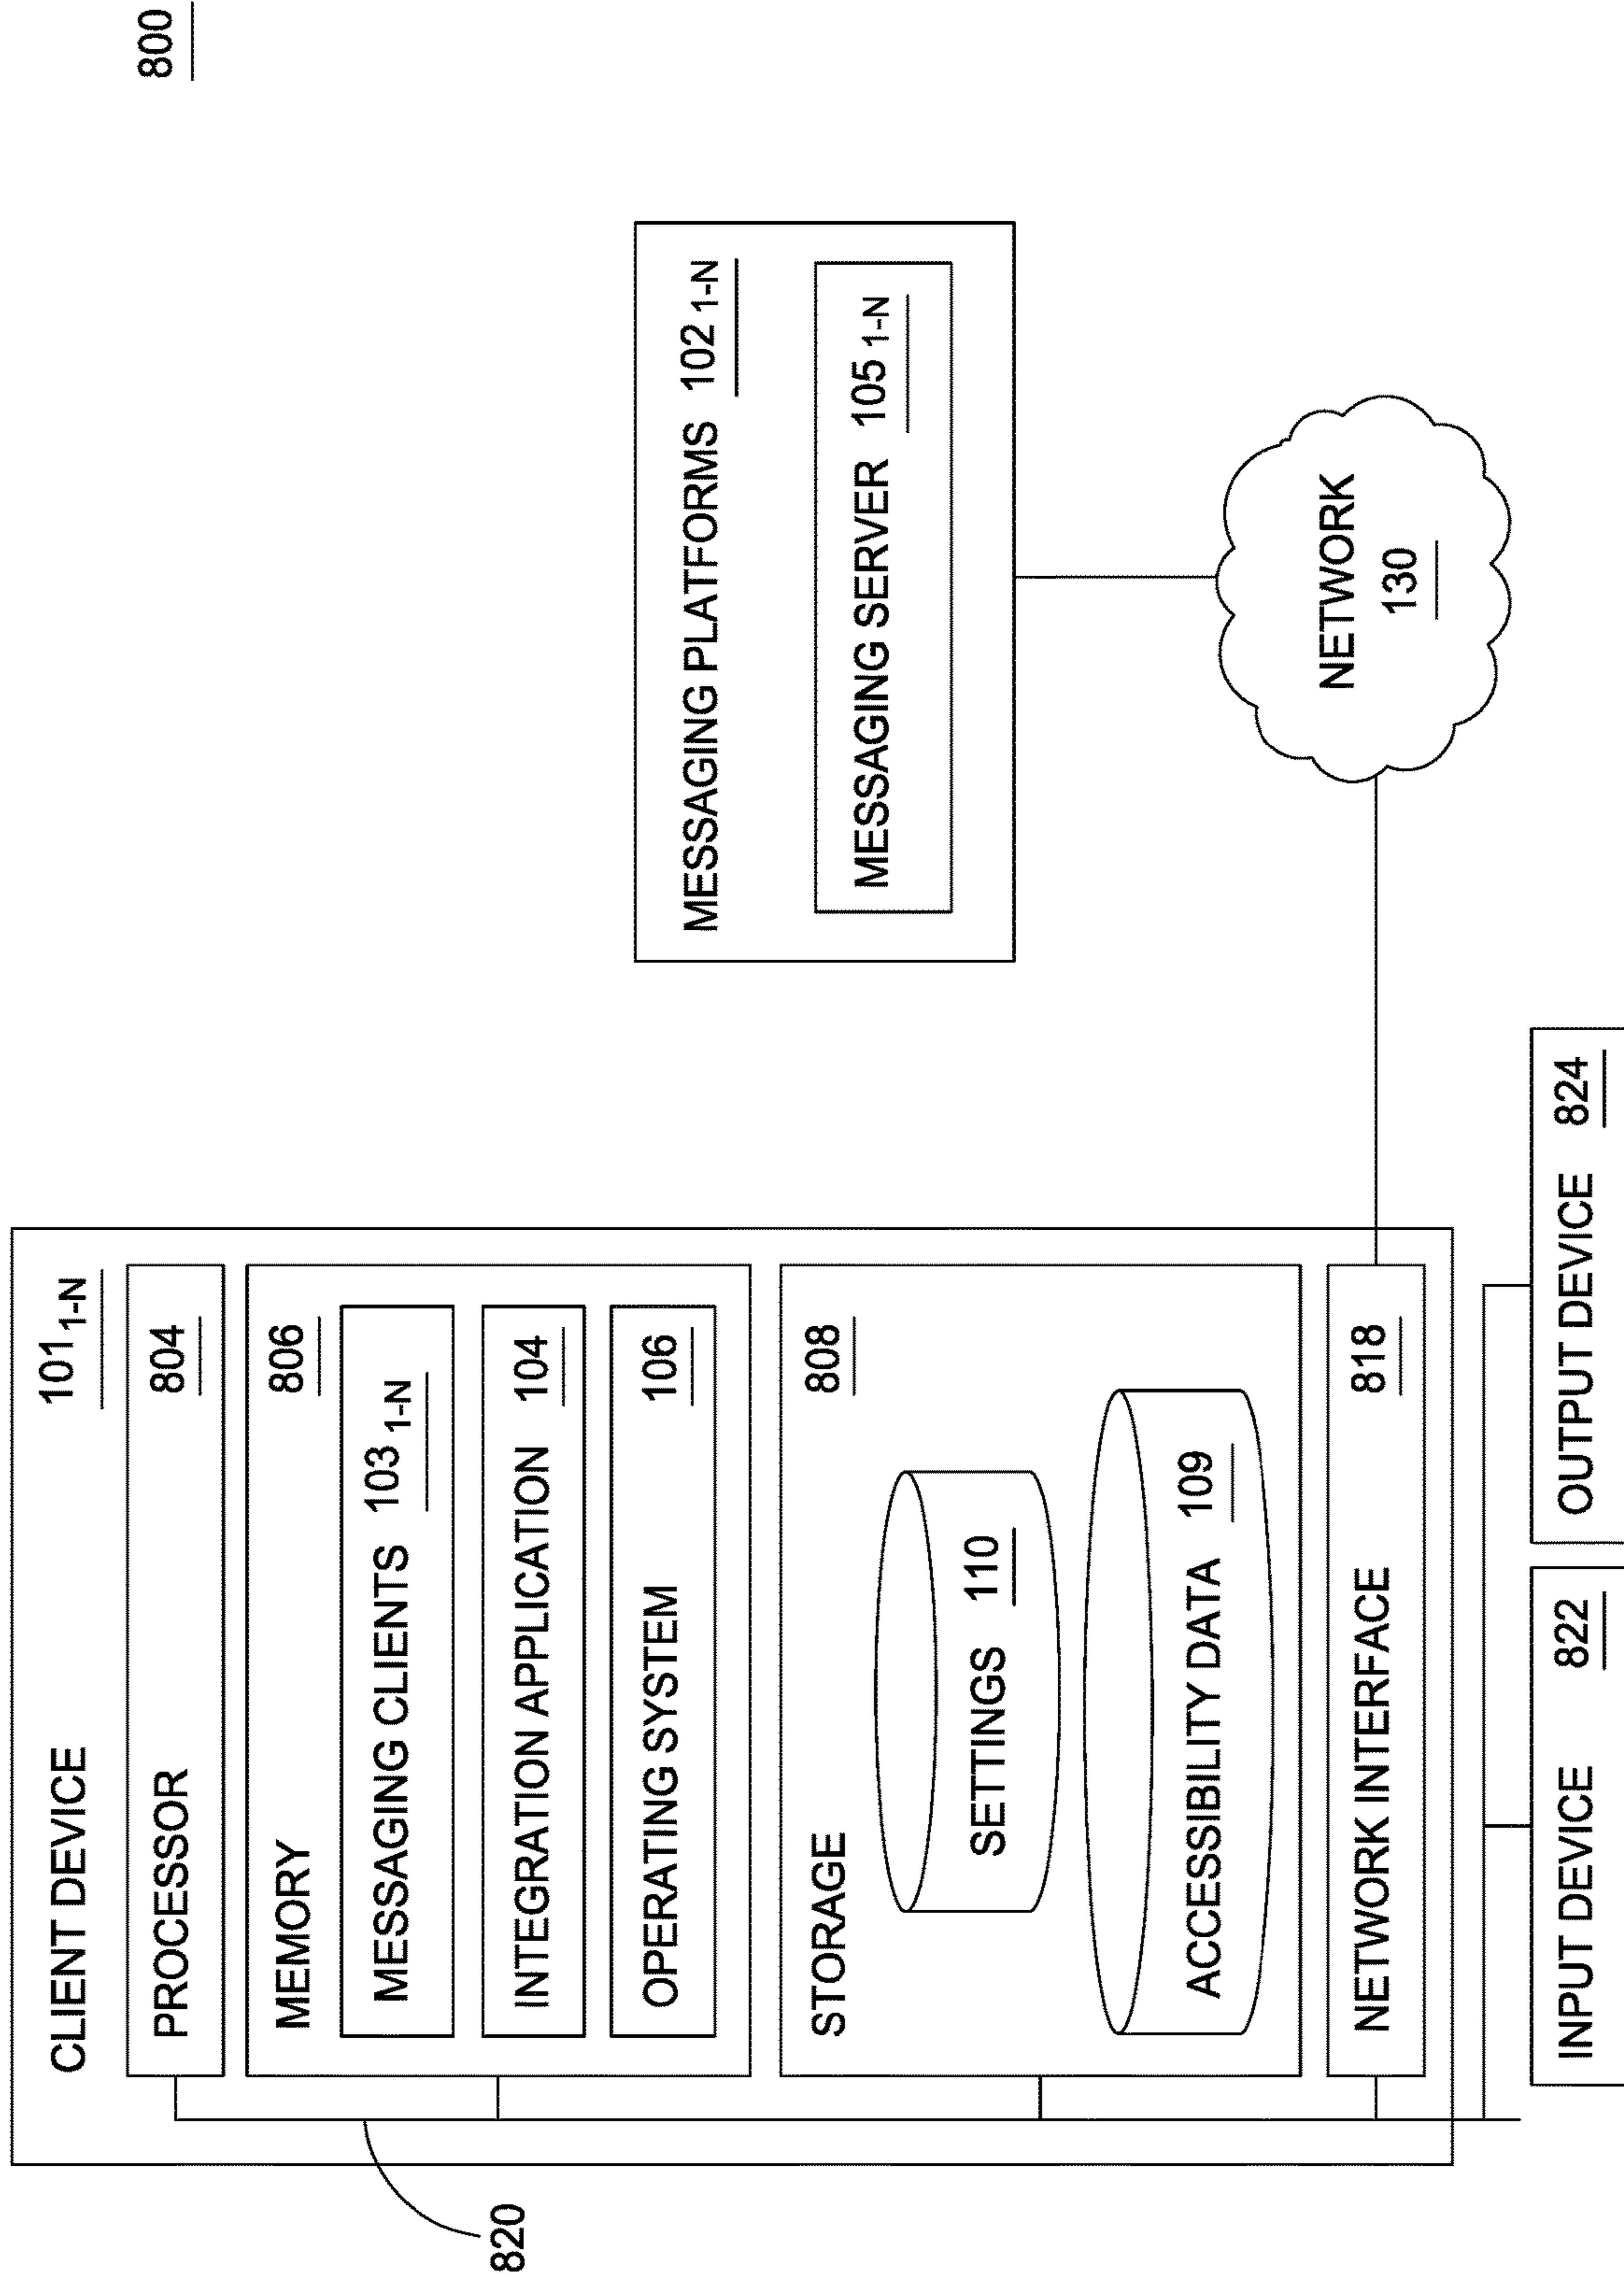 800
CLIENT DEVICE 101 1-N
PROCESSOR 804
MEMORY 806
MESSAGING CLIENTS 103 1-N
INTEGRATION APPLICATION 104
OPERATING SYSTEM 106
STORAGE 808
SETTINGS 110
ACCESSIBILITY DATA 109
NETWORK INTERFACE 818
820
INPUT DEVICE 822
OUTPUT DEVICE 824
MESSAGING PLATFORMS 102 1-N
MESSAGING SERVER 105 1-N
NETWORK
130